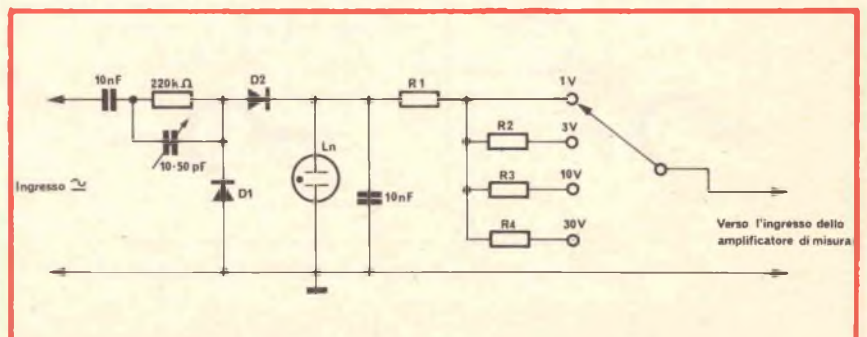 10nF
220kΩ
D2
R1
1V
R2
3V
10-50 pF
Ln
Ingresso
D1
10nF
R3
10V
R4
30V
Verso l'ingresso dello
amplificatore di misura